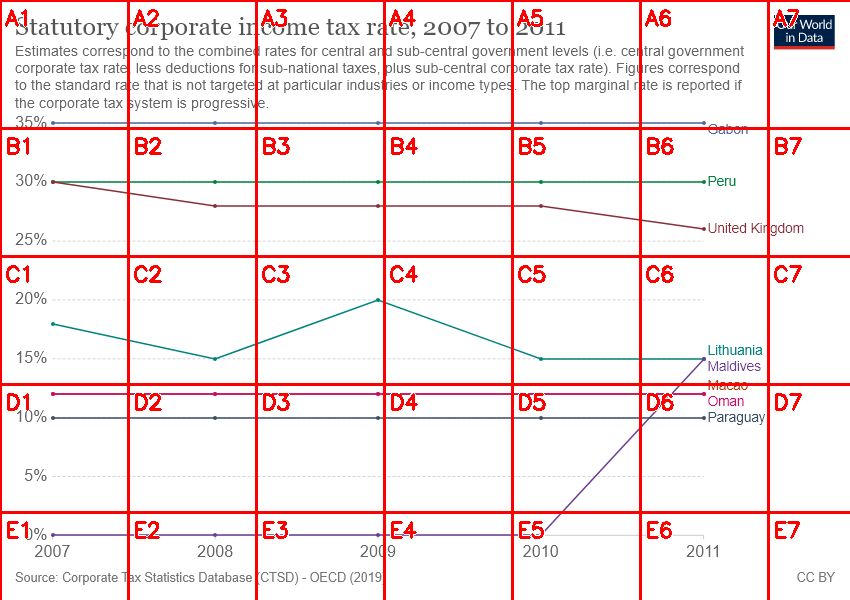 Statutory corporate income tax rate, 2007 to 2011
Our World
in Data
Estimates correspond to the combined rates for central and sub-central government levels (i.e. central government
corporate tax rate less deductions for sub-national taxes, plus sub-central corporate tax rate). Figures correspond
to the standard rate that is not targeted at particular industries or income types. The top marginal rate is reported if
the corporate tax system is progressive.
A1 A2 A3 A4 A5 A6 A7
35%
Gabon
B1 B2 B3 B4 B5 B6 B7
30%
Peru
United Kingdom
25%
C1 C2 C3 C4 C5 C6 C7
20%
Lithuania
15%
Maldives
Macao
D1 D2 D3 D4 D5 D6 D7
Oman
10%
Paraguay
5%
E1 E2 E3 E4 E5 E6 E7
0%
2007 2008 2009 2010 2011
Source: Corporate Tax Statistics Database (CTSD) - OECD (2019)
CC BY